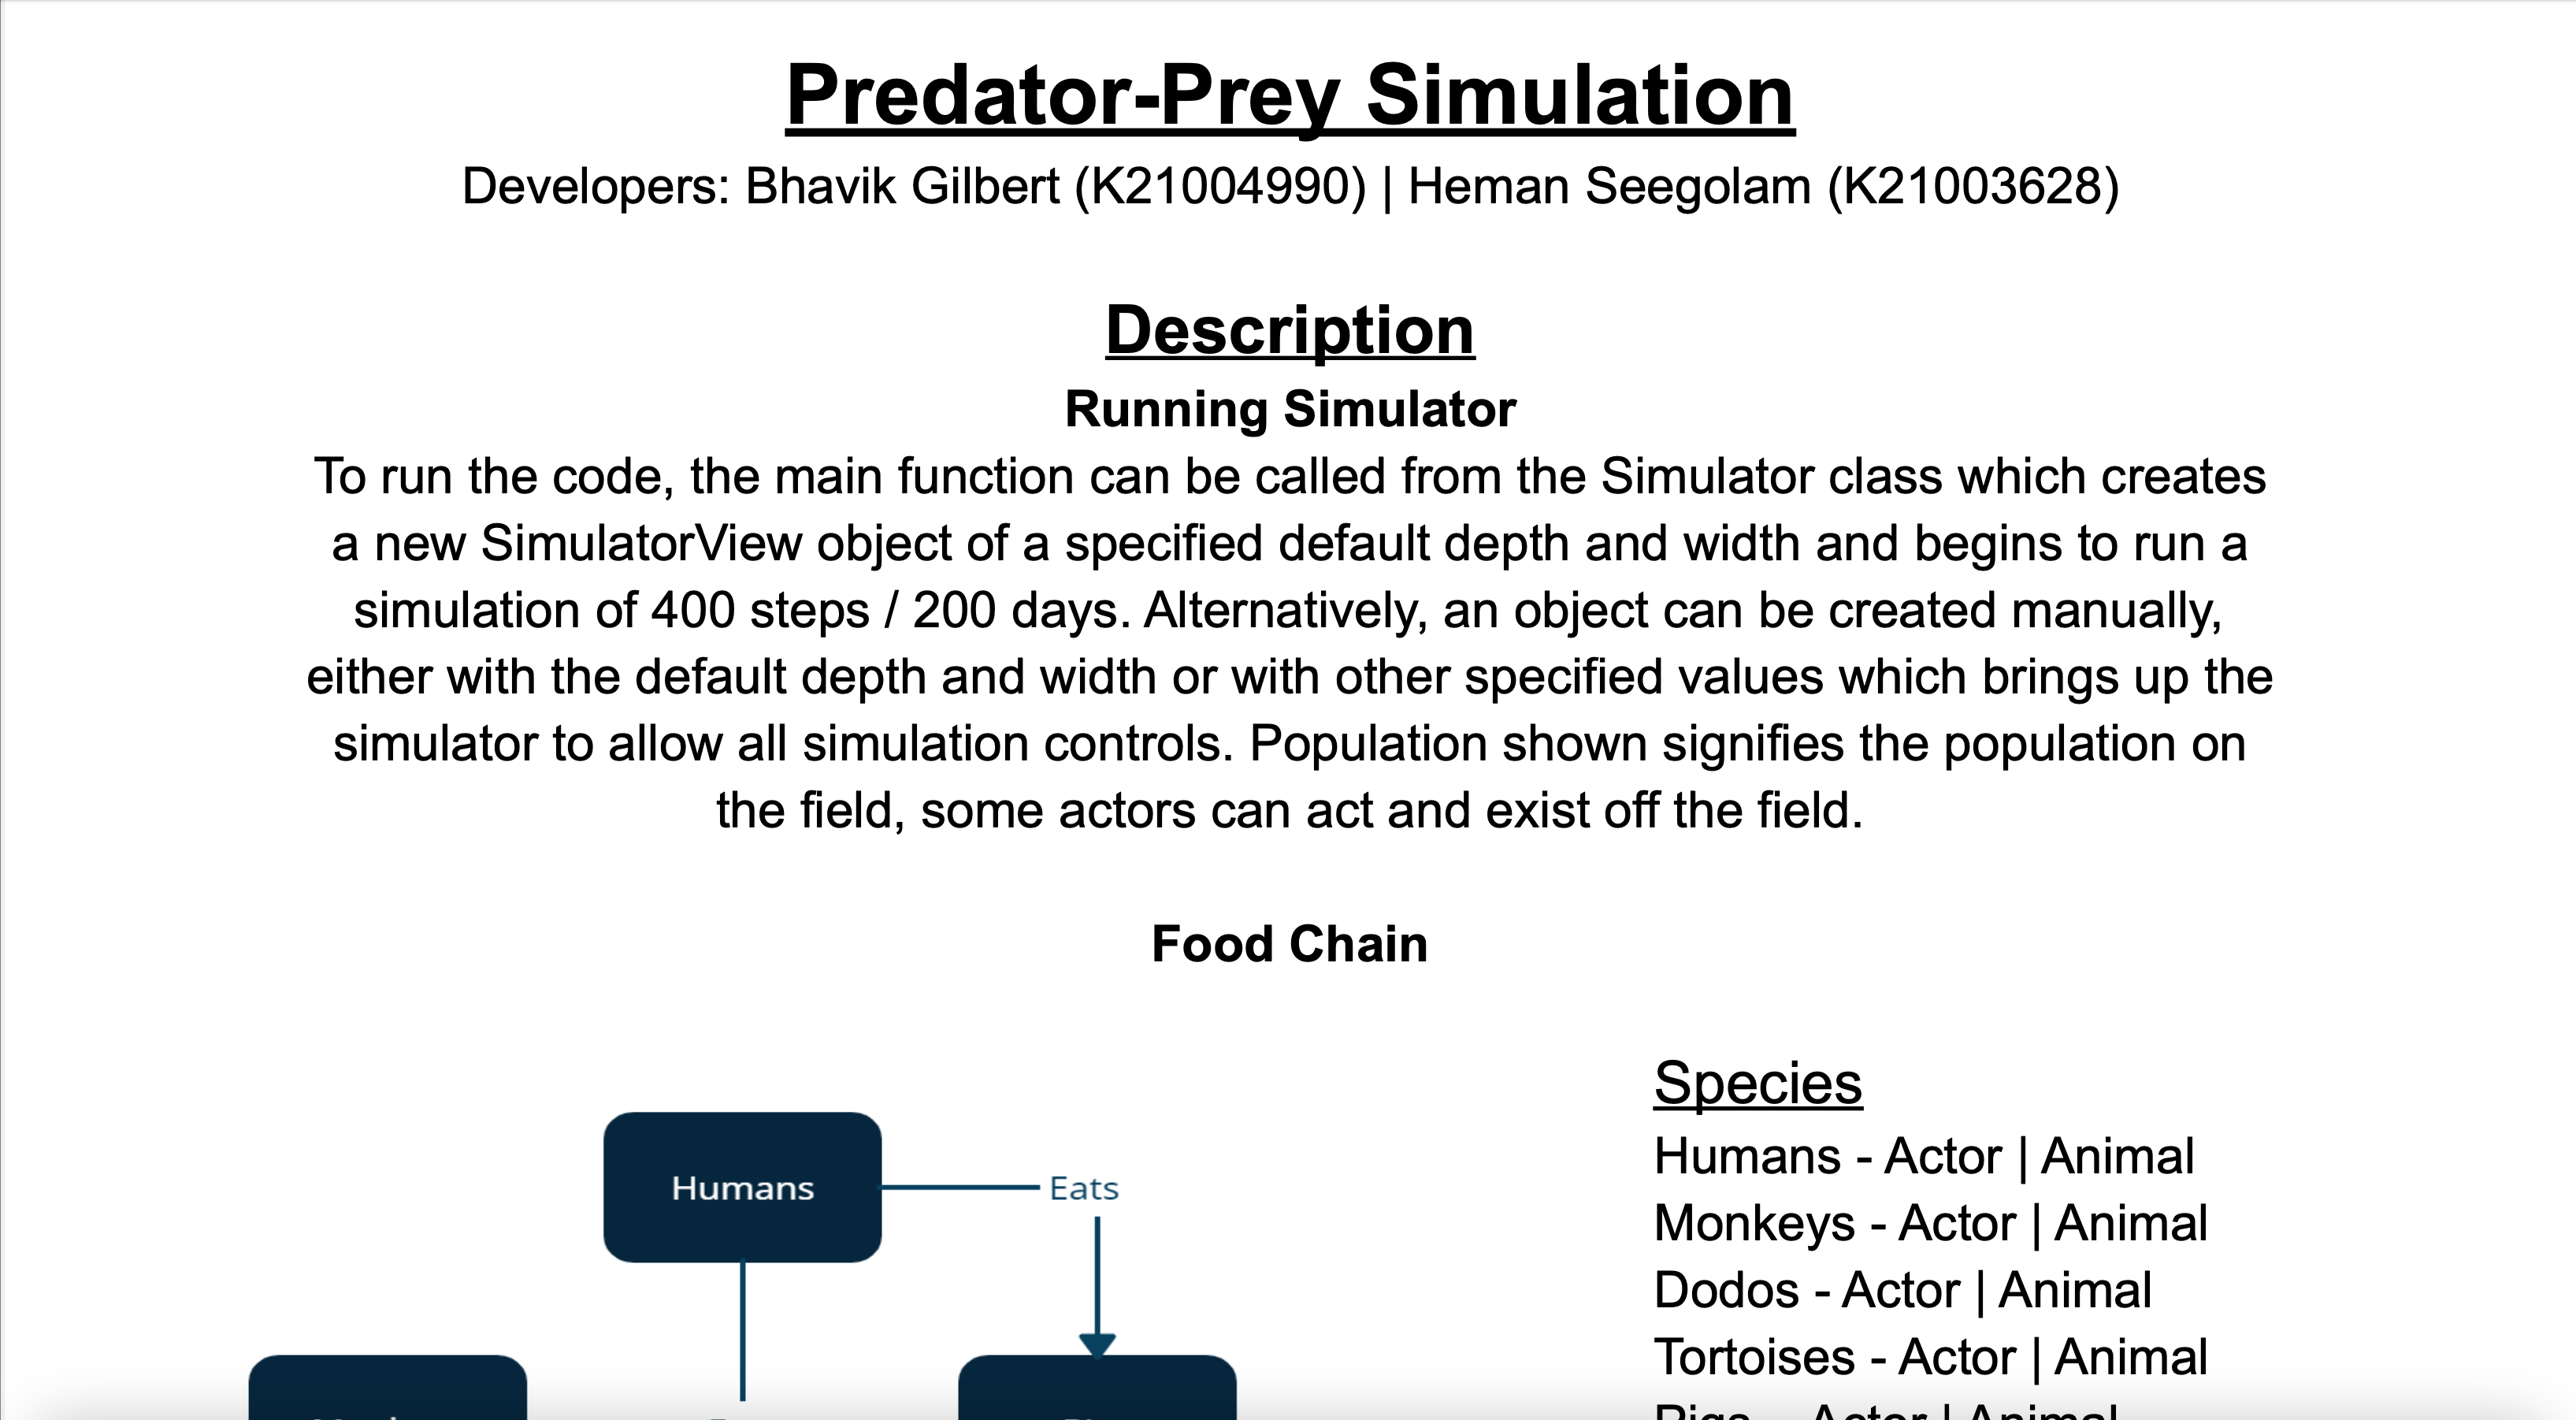 Predator-Prey Simulation
Developers: Bhavik Gilbert (K21004990) | Heman Seegolam (K21003628)
Description
Running Simulator
To run the code, the main function can be called from the Simulator class which creates
a new SimulatorView object of a specified default depth and width and begins to run a
simulation of 400 steps / 200 days. Alternatively, an object can be created manually,
either with the default depth and width or with other specified values which brings up the
simulator to allow all simulation controls. Population shown signifies the population on
the field, some actors can act and exist off the field.
Food Chain
Humans
Eats
Species
Humans - Actor | Animal
Monkeys - Actor | Animal
Dodos - Actor | Animal
Tortoises - Actor | Animal
Pigs - Actor | Animal